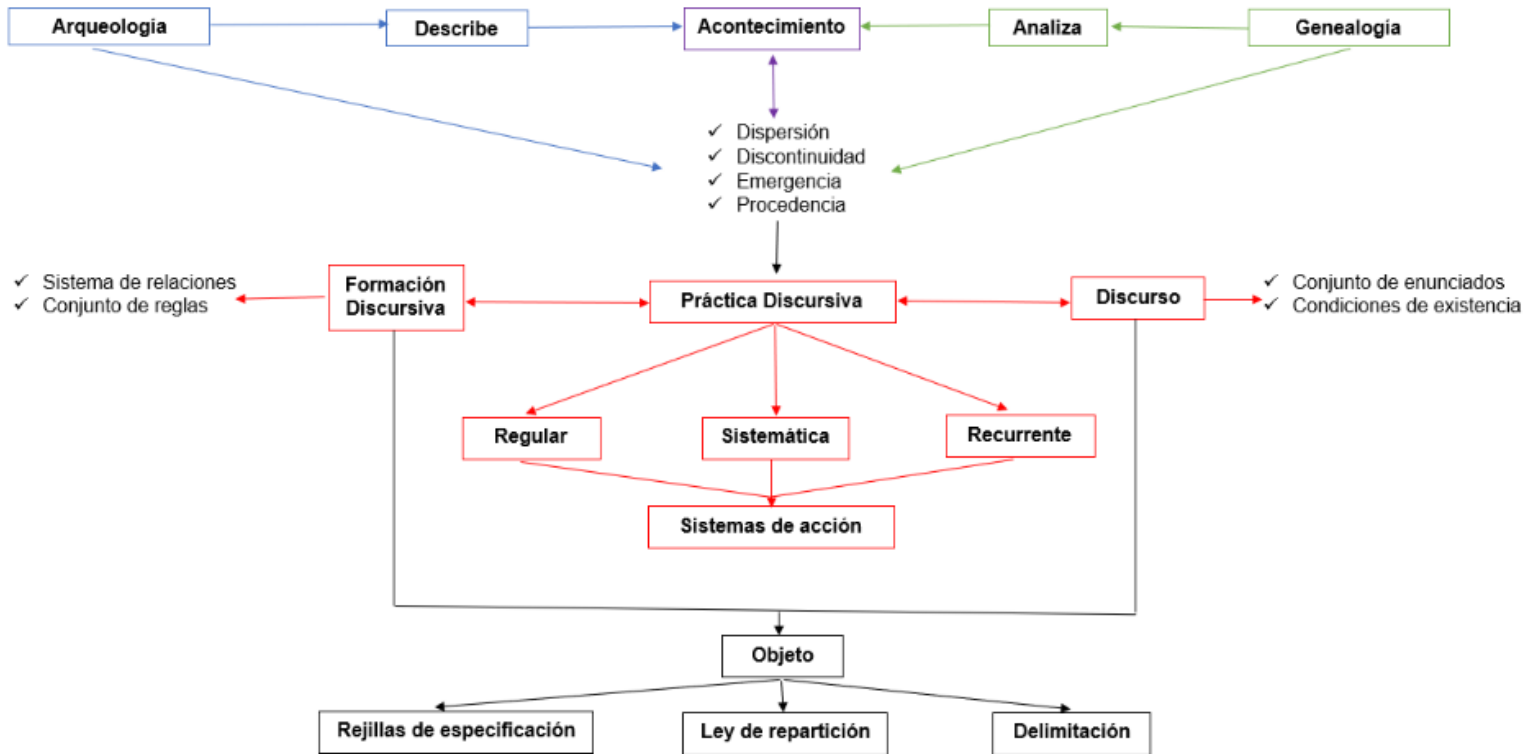 Arqueología
Describe
Acontecimiento
Analiza
Genealogía
✓ Dispersión
✓ Discontinuidad
✓ Emergencia
✓ Procedencia
✓ Sistema de relaciones
✓ Conjunto de reglas
Formación
Discursiva
Práctica Discursiva
Discurso
✓ Conjunto de enunciados
✓ Condiciones de existencia
Regular
Sistemática
Recurrente
Sistemas de acción
Objeto
Rejillas de especificación
Ley de repartición
Delimitación